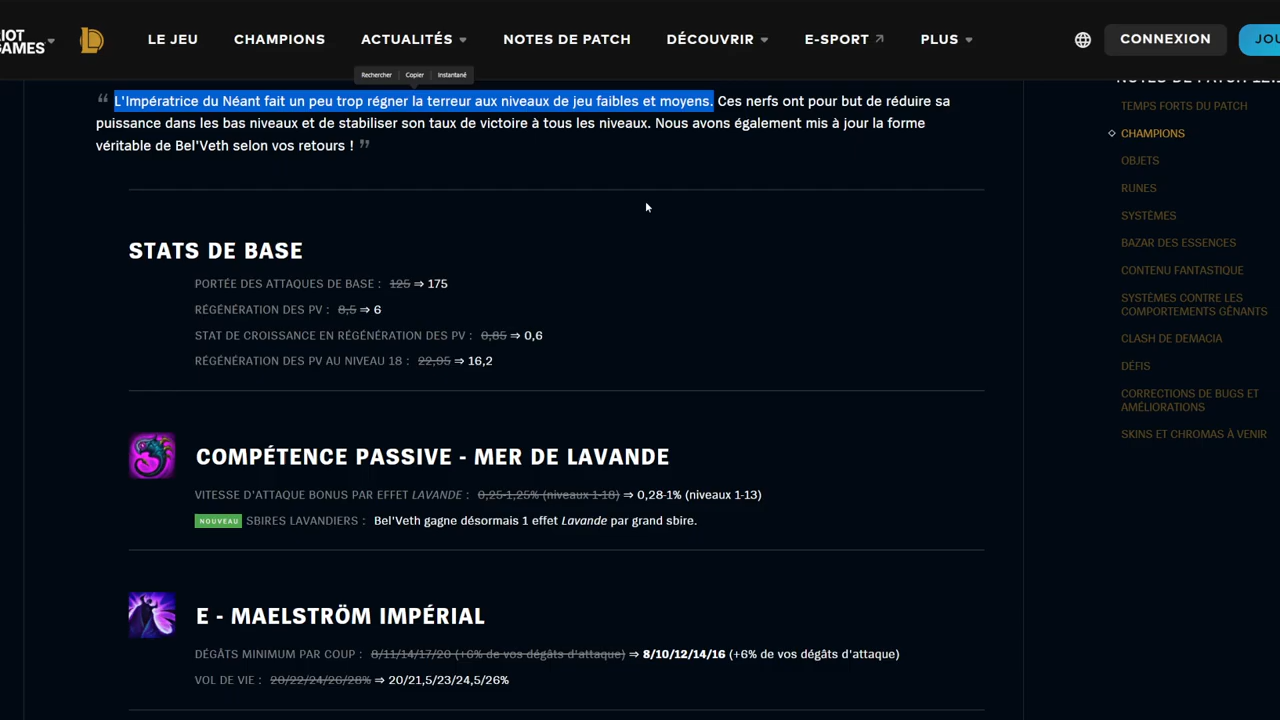 RIOT
GAMES
LE JEU
CHAMPIONS
ACTUALITÉS
NOTES DE PATCH
DÉCOUVRIR
E-SPORT
PLUS
CONNEXION
Rechercher
Copier
Instantané
“ L'Impératrice du Néant fait un peu trop régner la terreur aux niveaux de jeu faibles et moyens. Ces nerfs ont pour but de réduire sa
puissance dans les bas niveaux et de stabiliser son taux de victoire à tous les niveaux. Nous avons également mis à jour la forme
véritable de Bel'Veth selon vos retours ! ”
STATS DE BASE
PORTÉE DES ATTAQUES DE BASE : 125 ⇒ 175
RÉGÉNÉRATION DES PV : 8,5 ⇒ 6
STAT DE CROISSANCE EN RÉGÉNÉRATION DES PV : 0,85 ⇒ 0,6
RÉGÉNÉRATION DES PV AU NIVEAU 18 : 22,95 ⇒ 16,2
COMPÉTENCE PASSIVE - MER DE LAVANDE
VITESSE D'ATTAQUE BONUS PAR EFFET LAVANDE : 0,25-1,25% (niveaux 1-18) ⇒ 0,28-1% (niveaux 1-13)
NOUVEAU SBIRES LAVANDIERS : Bel'Veth gagne désormais 1 effet Lavande par grand sbire.
E - MAELSTRÖM IMPÉRIAL
DÉGÂTS MINIMUM PAR COUP : 8/11/14/17/20 (+6% de vos dégâts d'attaque) ⇒ 8/10/12/14/16 (+6% de vos dégâts d'attaque)
VOL DE VIE : 20/22/24/26/28% ⇒ 20/21,5/23/24,5/26%
NOTES DE PATCH
TEMPS FORTS DU PATCH
CHAMPIONS
OBJETS
RUNES
SYSTÈMES
BAZAR DES ESSENCES
CONTENU FANTASTIQUE
SYSTÈMES CONTRE LES
COMPORTEMENTS GÊNANTS
CLASH DE DEMACIA
DÉFIS
CORRECTIONS DE BUGS ET
AMÉLIORATIONS
SKINS ET CHROMAS À VENIR